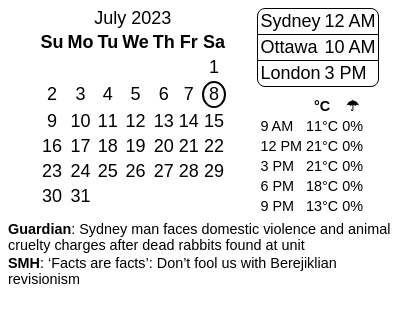 July 2023
Su Mo Tu We Th Fr Sa
1
2 3 4 5 6 7 8
9 10 11 12 13 14 15
16 17 18 19 20 21 22
23 24 25 26 27 28 29
30 31
Sydney 12 AM
Ottawa 10 AM
London 3 PM
°C ☂
9 AM 11°C 0%
12 PM 21°C 0%
3 PM 21°C 0%
6 PM 18°C 0%
9 PM 13°C 0%
Guardian: Sydney man faces domestic violence and animal
cruelty charges after dead rabbits found at unit
SMH: ‘Facts are facts’: Don’t fool us with Berejiklian
revisionism